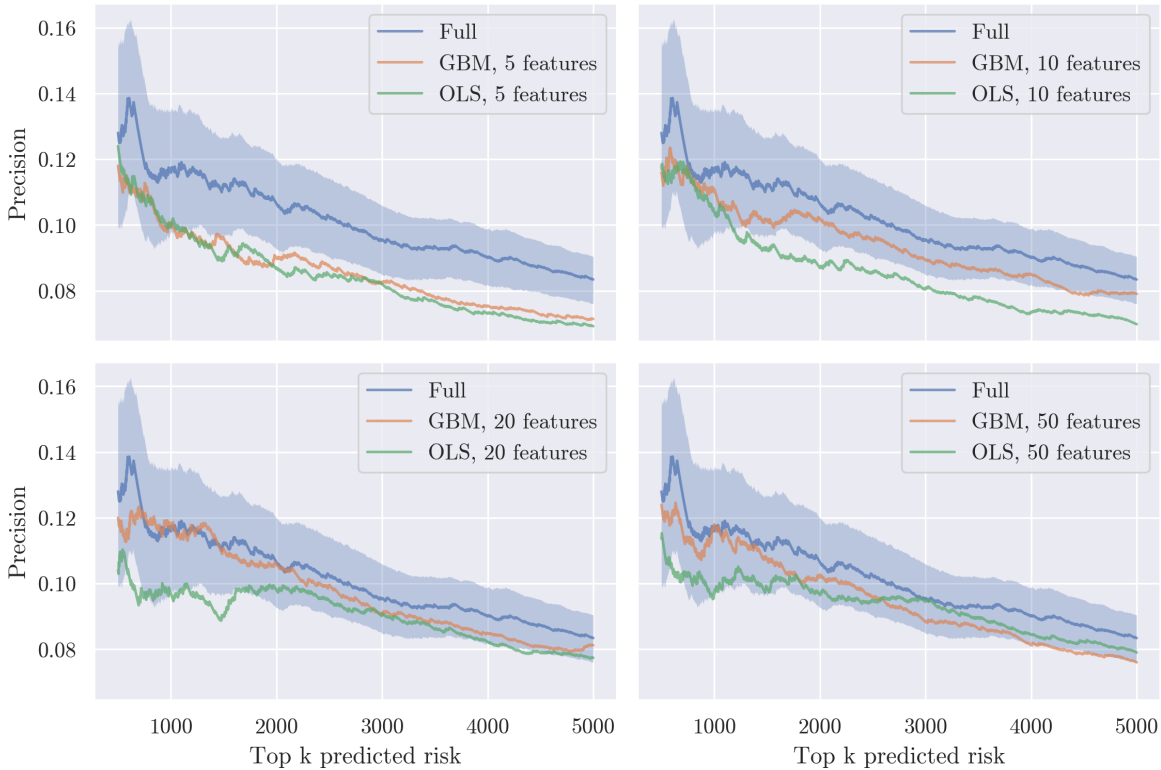 Precision
0.16
0.14
0.12
0.10
0.08
Full
GBM, 5 features
OLS, 5 features
Full
GBM, 10 features
OLS, 10 features
Precision
0.16
0.14
0.12
0.10
0.08
Full
GBM, 20 features
OLS, 20 features
Full
GBM, 50 features
OLS, 50 features
1000 2000 3000 4000 5000
Top k predicted risk
1000 2000 3000 4000 5000
Top k predicted risk